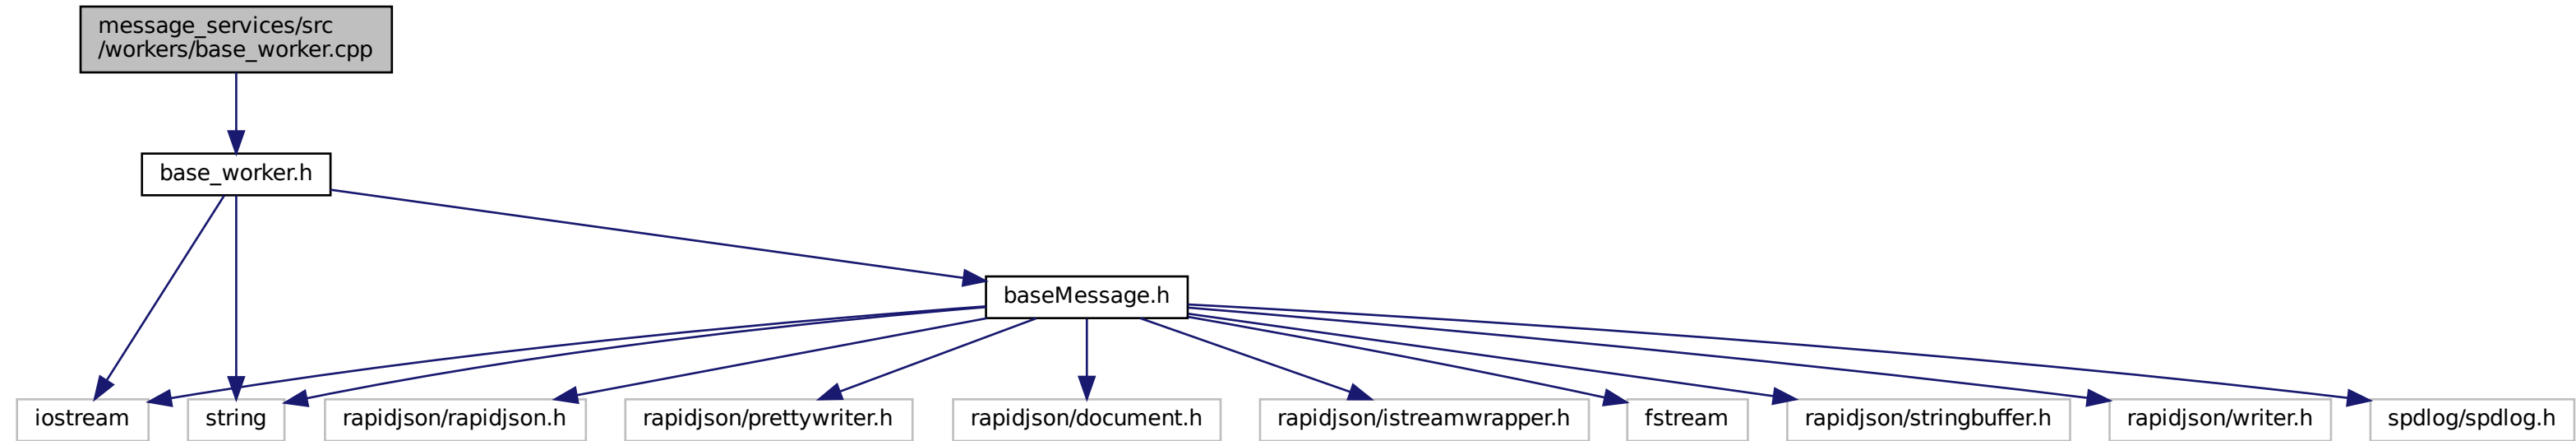 message_services/src
/workers/base_worker.cpp
base_worker.h
baseMessage.h
iostream
string
rapidjson/rapidjson.h
rapidjson/prettywriter.h
rapidjson/document.h
rapidjson/istreamwrapper.h
fstream
rapidjson/stringbuffer.h
rapidjson/writer.h
spdlog/spdlog.h